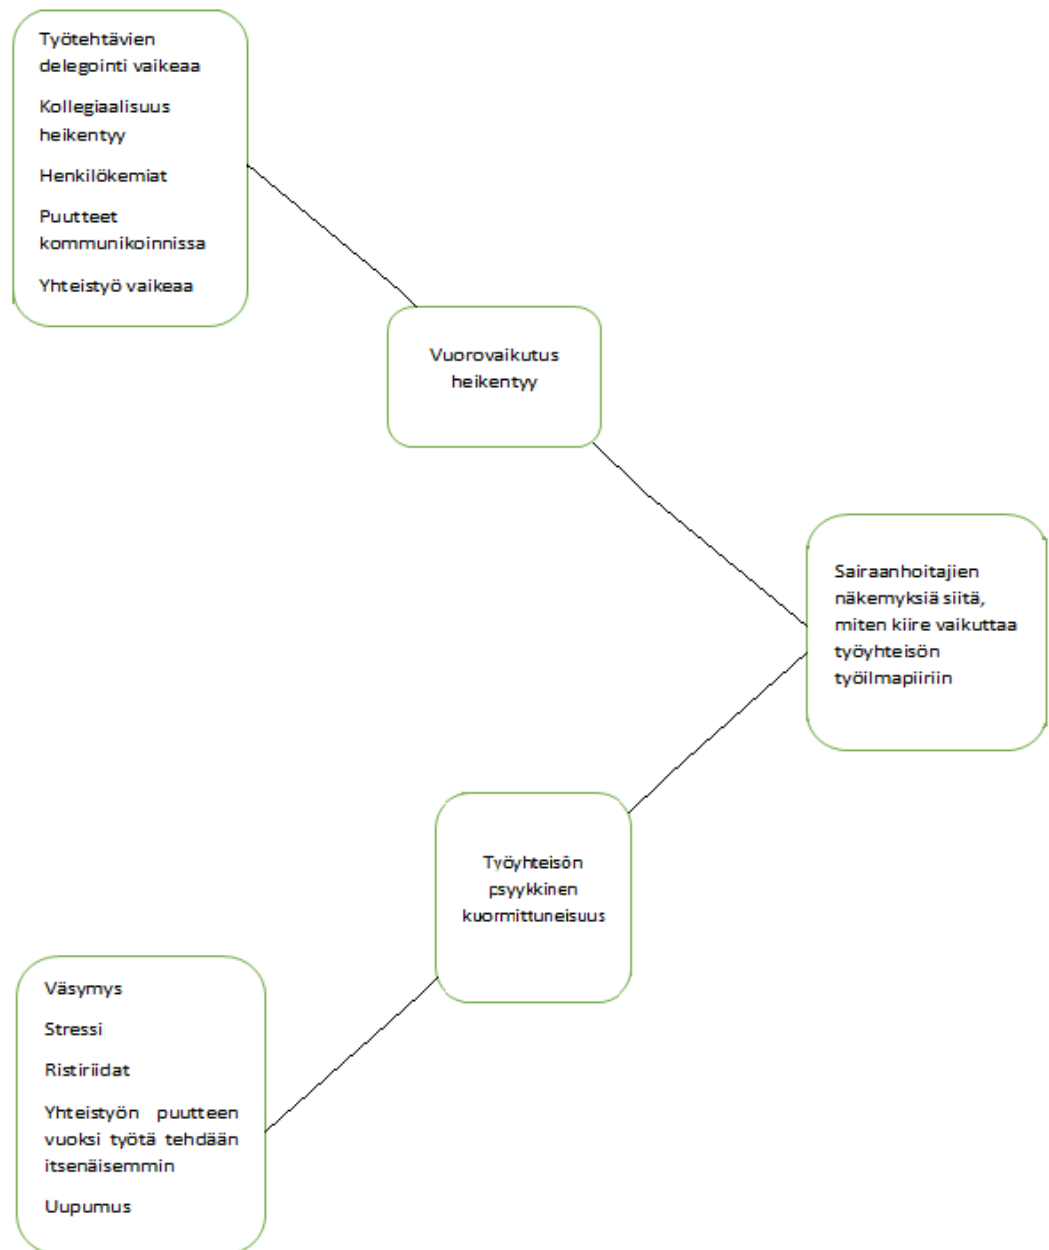 Työtehtävien
delegointi vaikeaa
Kollegiaalisuus
heikentyy
Henkilökemiat
Puutteet
kommunikoinnissa
Yhteistyö vaikeaa
Vuorovaikutus
heikentyy
Sairaanhoitajien
näkemyksiä siitä,
miten kiire vaikuttaa
työyhteisön
työilmapiiriin
Työyhteisön
psyykkinen
kuormittuneisuus
Väsymys
Stressi
Ristiriidat
Yhteistyön puutteen
vuoksi työtä tehdään
itsenäisemmin
Uupumus